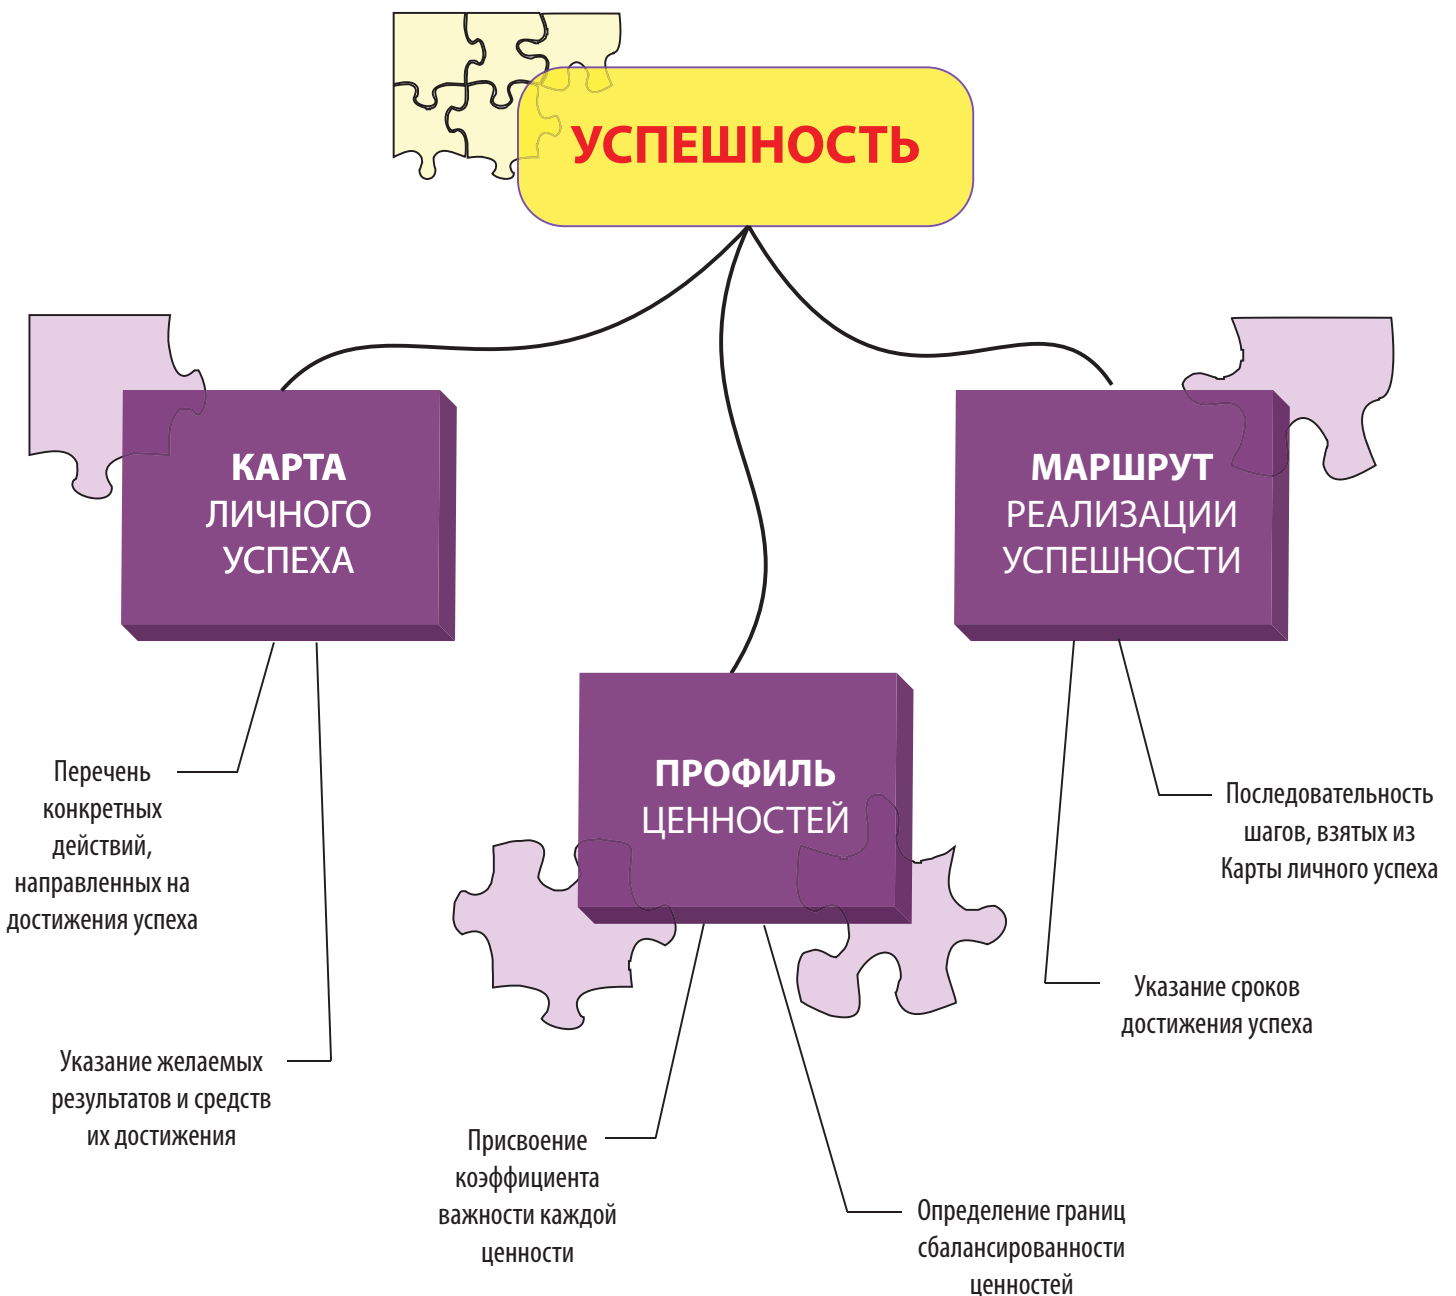 УСПЕШНОСТЬ
КАРТА
ЛИЧНОГО
УСПЕХА
МАРШРУТ
РЕАЛИЗАЦИИ
УСПЕШНОСТИ
ПРОФИЛЬ
ЦЕННОСТЕЙ
Перечень
конкретных
действий,
направленных на
достижения успеха
Указание желаемых
результатов и средств
их достижения
Присвоение
коэффициента
важности каждой
ценности
Определение границ
сбалансированности
ценностей
Последовательность
шагов, взятых из
Карты личного успеха
Указание сроков
достижения успеха